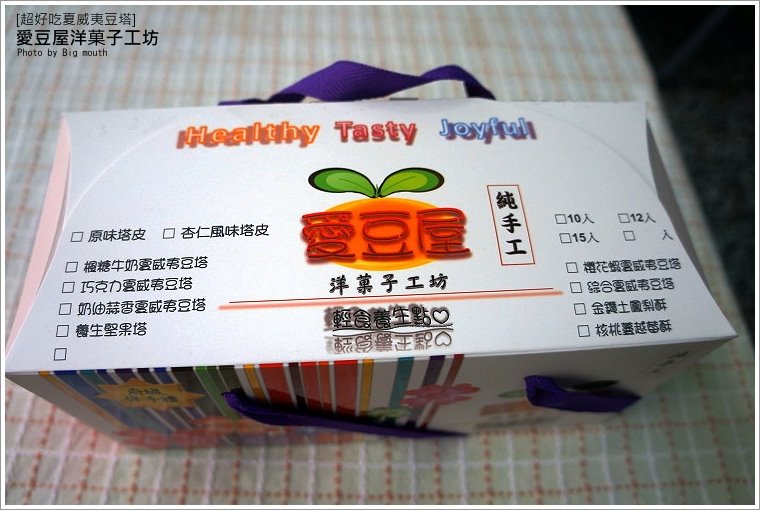 [超好吃夏威夷豆塔]
愛豆屋洋菓子工坊
Photo by Big mouth
Healthy Tasty Joyful
愛豆屋
洋菓子工坊
輕食養生點♡
純手工
□ 原味塔皮 □ 杏仁風味塔皮
□ 楓糖牛奶夏威夷豆塔
□ 巧克力夏威夷豆塔
□ 奶油蒜香夏威夷豆塔
□ 養生堅果塔
□
□10入 □12入
□15入 □ 入
□ 櫻花蝦夏威夷豆塔
□ 綜合夏威夷豆塔
□ 金鑽土鳳梨酥
□ 核桃蔓越莓酥